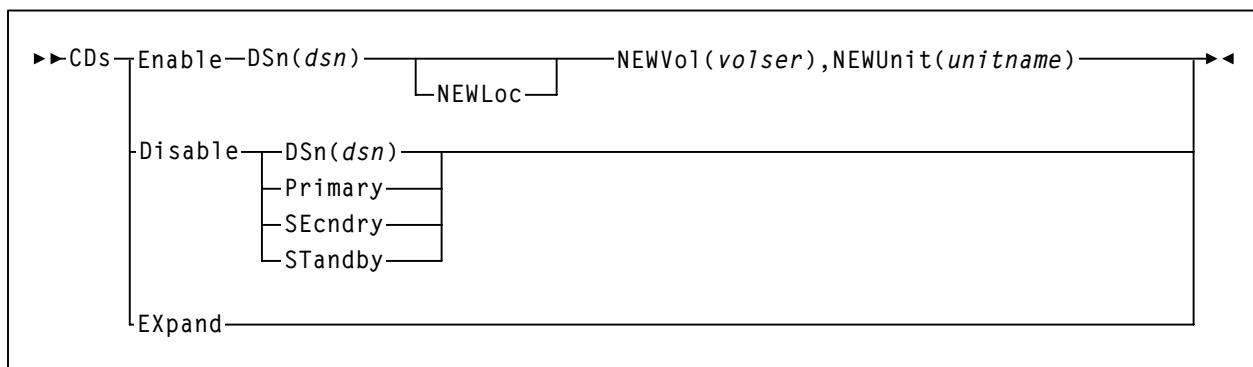 CDs Enable DSn(dsn) NEWVol(volser),NEWUnit(unitname)
NEWLoc
Disable DSn(dsn)
Primary
SEcndry
STandby
EXpand